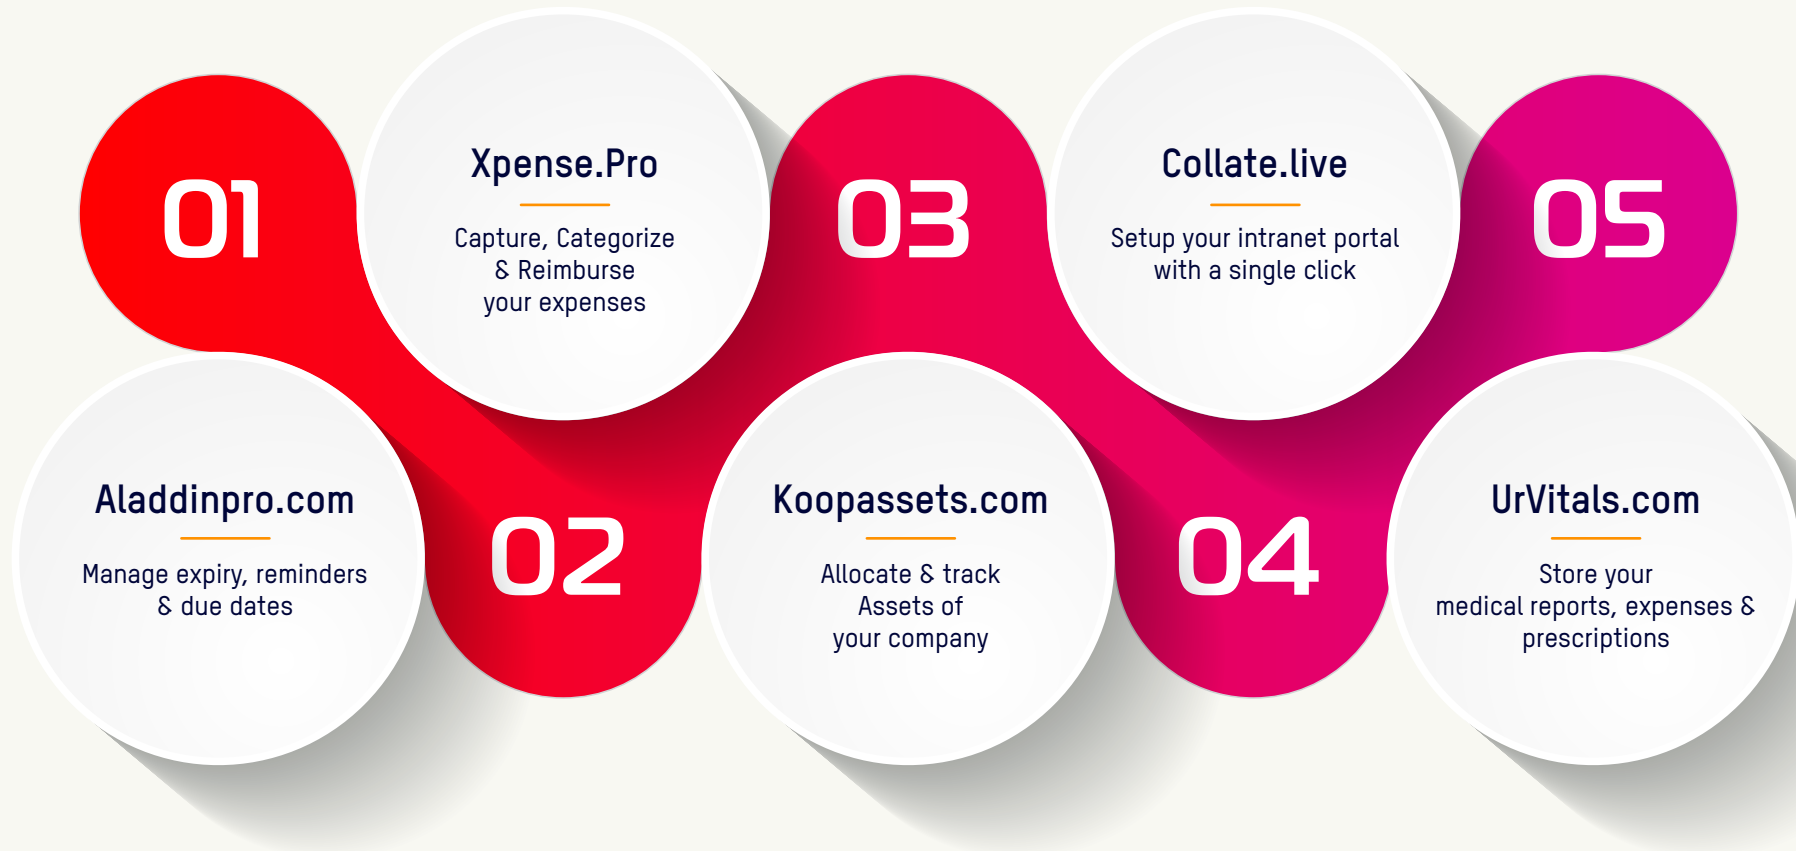 01
Aladdinpro.com
Manage expiry, reminders
& due dates
02
Xpense.Pro
Capture, Categorize
& Reimburse
your expenses
03
Koopassets.com
Allocate & track
Assets of
your company
04
Collate.live
Setup your intranet portal
with a single click
05
UrVitals.com
Store your
medical reports, expenses &
prescriptions